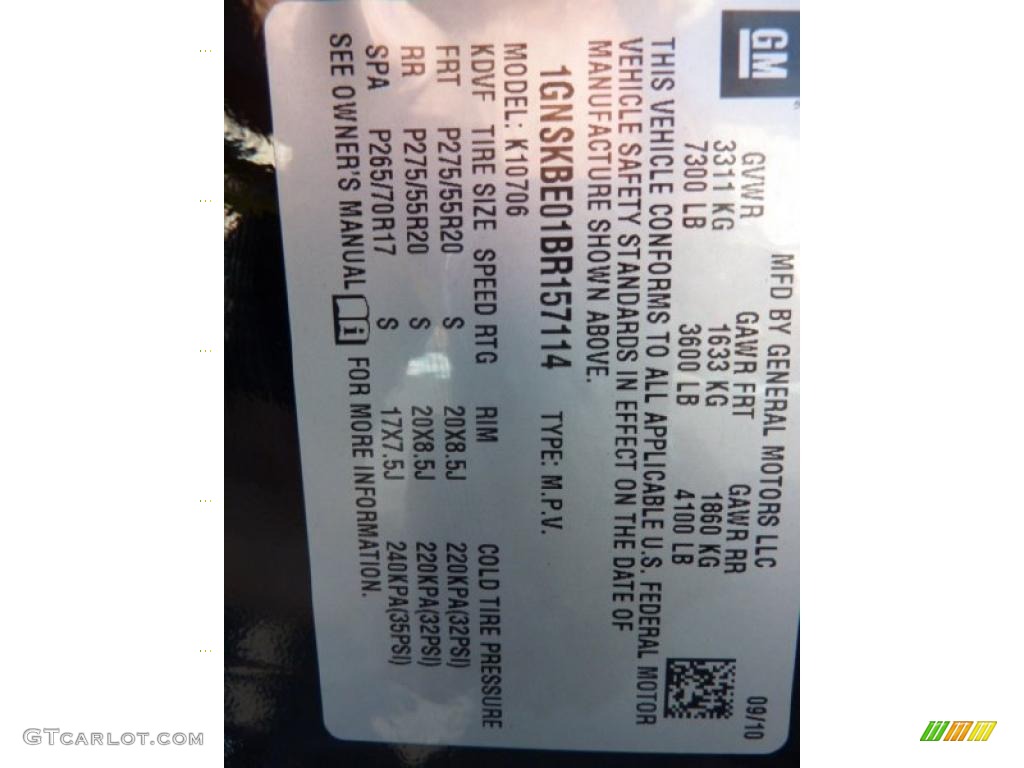 GM
MFD BY GENERAL MOTORS LLC 09/10
GVWR GAWR FRT GAWR RR
3311 KG 1633 KG 1860 KG
7300 LB 3600 LB 4100 LB
THIS VEHICLE CONFORMS TO ALL APPLICABLE U.S. FEDERAL MOTOR
VEHICLE SAFETY STANDARDS IN EFFECT ON THE DATE OF
MANUFACTURE SHOWN ABOVE.
1GNSKBE01BR157114 TYPE: M.P.V.
MODEL: K10706
KDVF TIRE SIZE SPEED RTG RIM COLD TIRE PRESSURE
FRT P275/55R20 S 20X8.5J 220KPA(32PSI)
RR P275/55R20 S 20X8.5J 220KPA(32PSI)
SPA P265/70R17 S 17X7.5J 240KPA(35PSI)
SEE OWNER'S MANUAL i FOR MORE INFORMATION.
GTCARLOT.COM